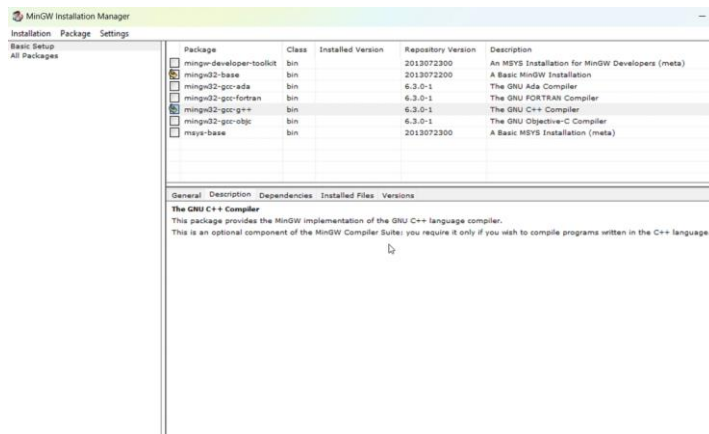 MinGW Installation Manager
Installation Package Settings
Basic Setup
All Packages
Package Class Installed Version Repository Version Description
mingw-developer-toolkit bin 2013072300 An MSYS Installation for MinGW Developers (meta)
mingw32-base bin 2013072200 A Basic MinGW Installation
mingw32-gcc-ada bin 6.3.0-1 The GNU Ada Compiler
mingw32-gcc-fortran bin 6.3.0-1 The GNU FORTRAN Compiler
mingw32-gcc-g++ bin 6.3.0-1 The GNU C++ Compiler
mingw32-gcc-objc bin 6.3.0-1 The GNU Objective-C Compiler
msys-base bin 2013072300 A Basic MSYS Installation (meta)
General Description Dependencies Installed Files Versions
The GNU C++ Compiler
This package provides the MinGW implementation of the GNU C++ language compiler.
This is an optional component of the MinGW Compiler Suite; you require it only if you wish to compile programs written in the C++ language